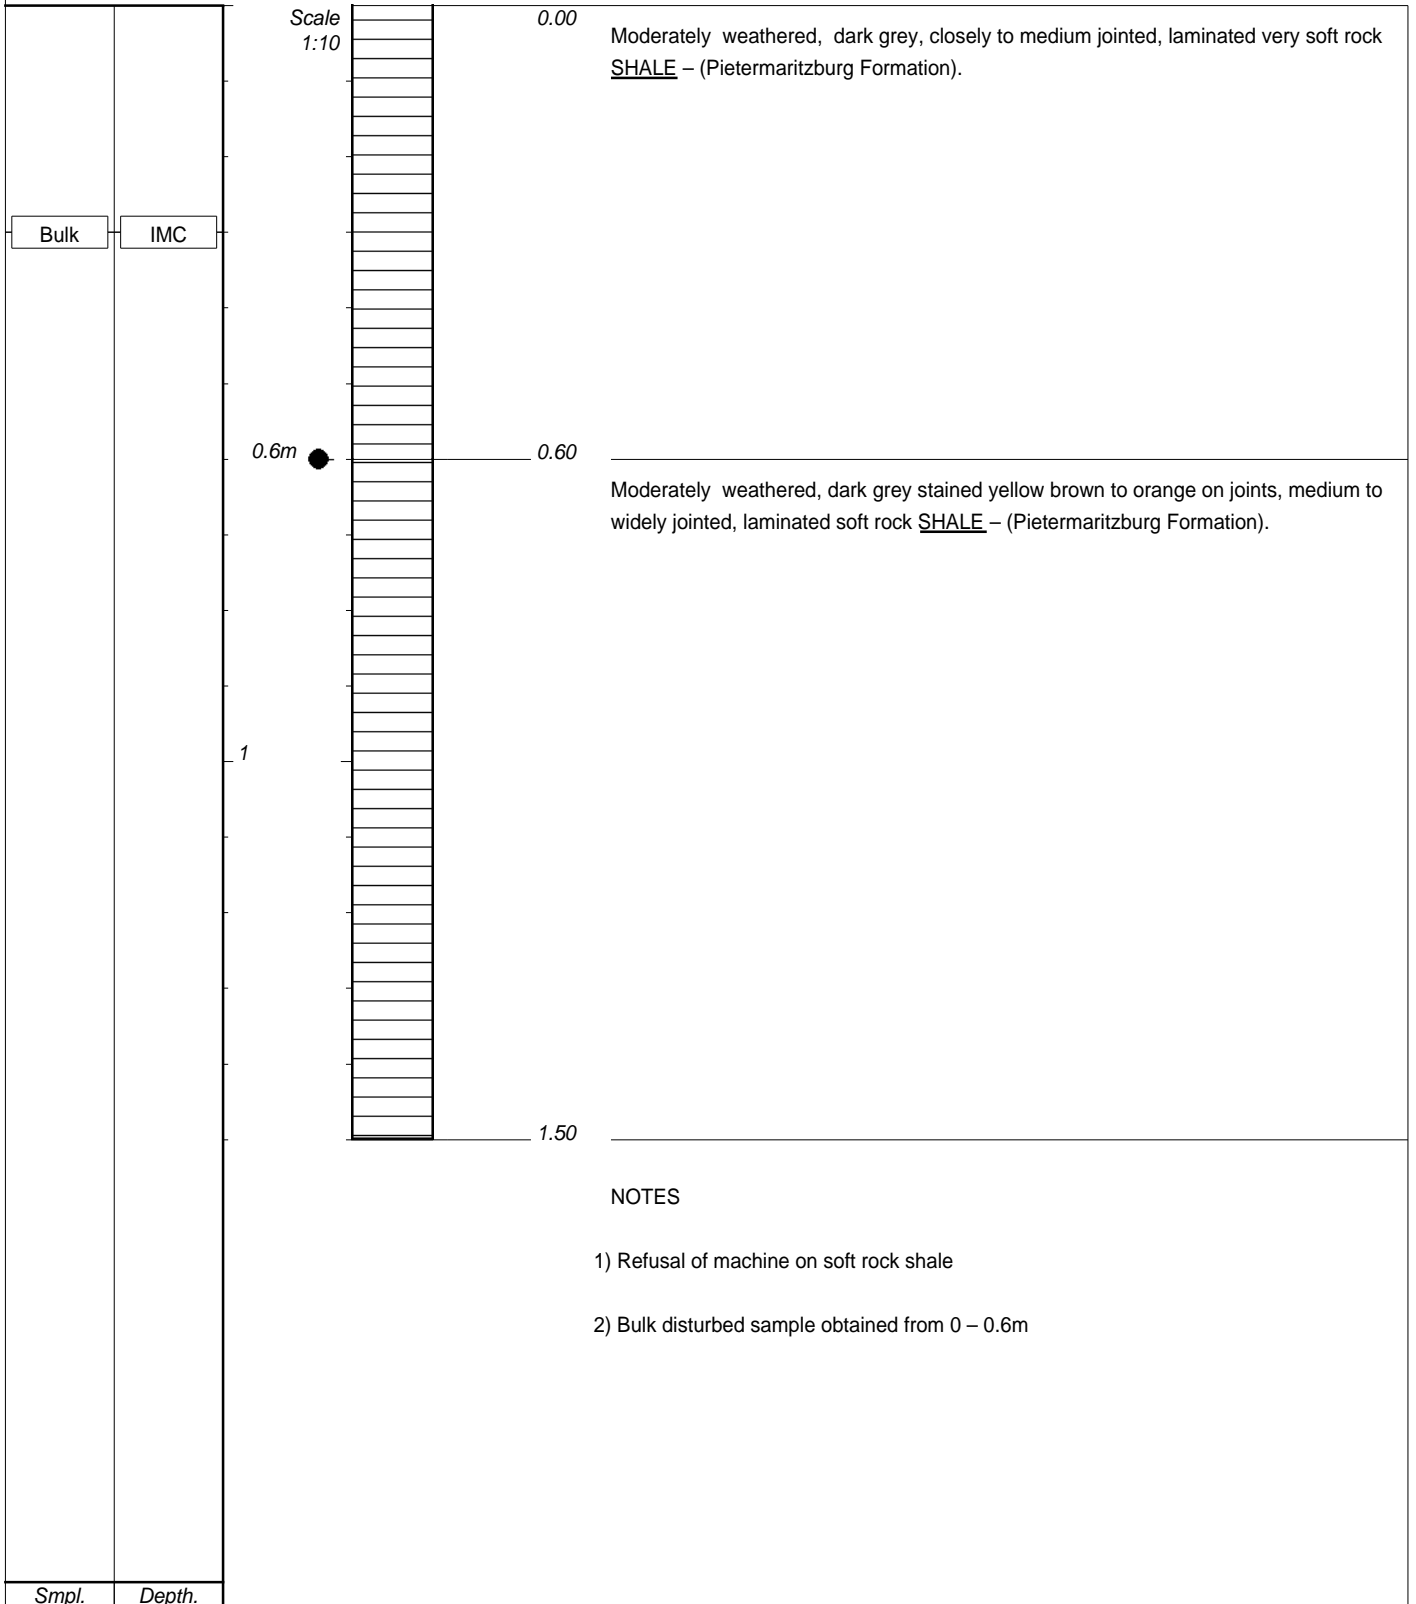 Scale
1:10
0.00
Moderately weathered, dark grey, closely to medium jointed, laminated very soft rock
SHALE – (Pietermaritzburg Formation).
Bulk
IMC
0.6m
0.60
Moderately weathered, dark grey stained yellow brown to orange on joints, medium to
widely jointed, laminated soft rock SHALE – (Pietermaritzburg Formation).
1
1.50
NOTES
1) Refusal of machine on soft rock shale
2) Bulk disturbed sample obtained from 0 – 0.6m
Smpl.
Depth.